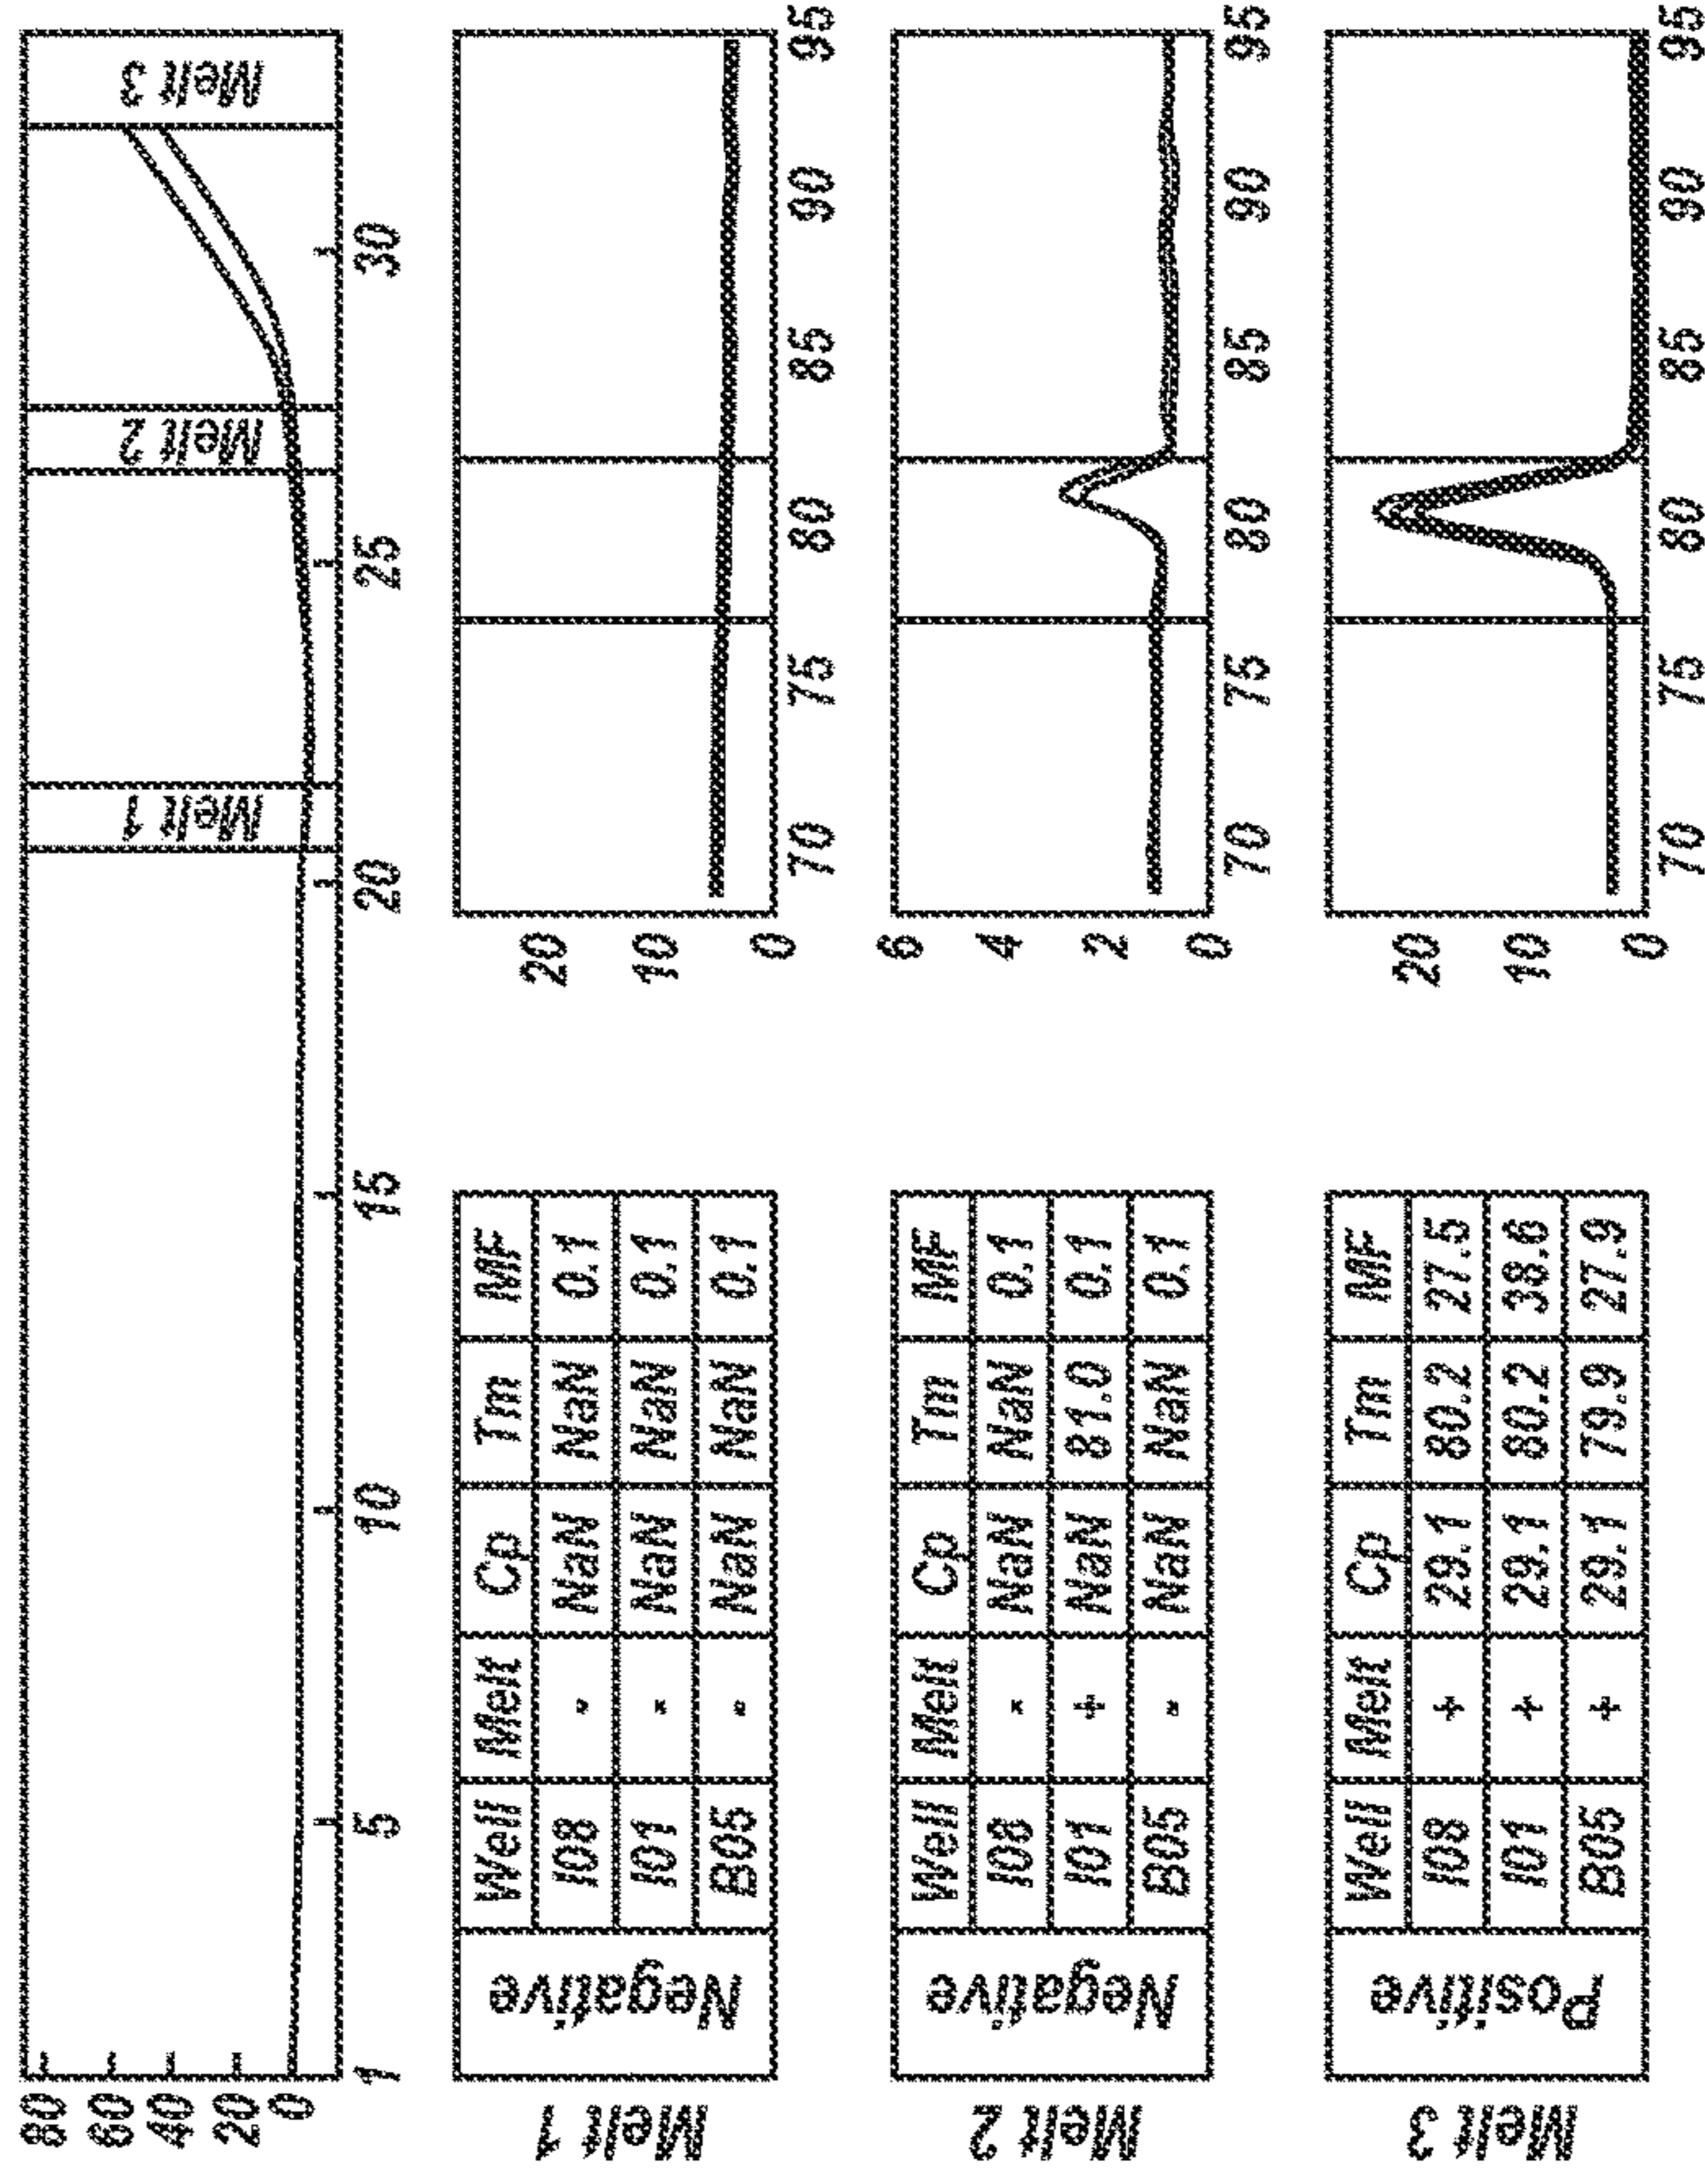 80
60
40
20
0
1 5 10 15 20 25 30
Melt 1 Melt 2 Melt 3
Melt 1
Negative
Well Melt Cp Tm MF
I08 - NaN NaN 0.1
I01 - NaN NaN 0.1
B05 - NaN NaN 0.1
20
10
0
70 75 80 85 90 95
Melt 2
Negative
Well Melt Cp Tm MF
I08 - NaN NaN 0.1
I01 + NaN 81.0 0.1
B05 - NaN NaN 0.1
6
4
2
0
70 75 80 85 90 95
Melt 3
Positive
Well Melt Cp Tm MF
I08 + 29.1 80.2 27.5
I01 + 29.1 80.2 38.6
B05 + 29.1 79.9 27.9
20
10
0
70 75 80 85 90 95